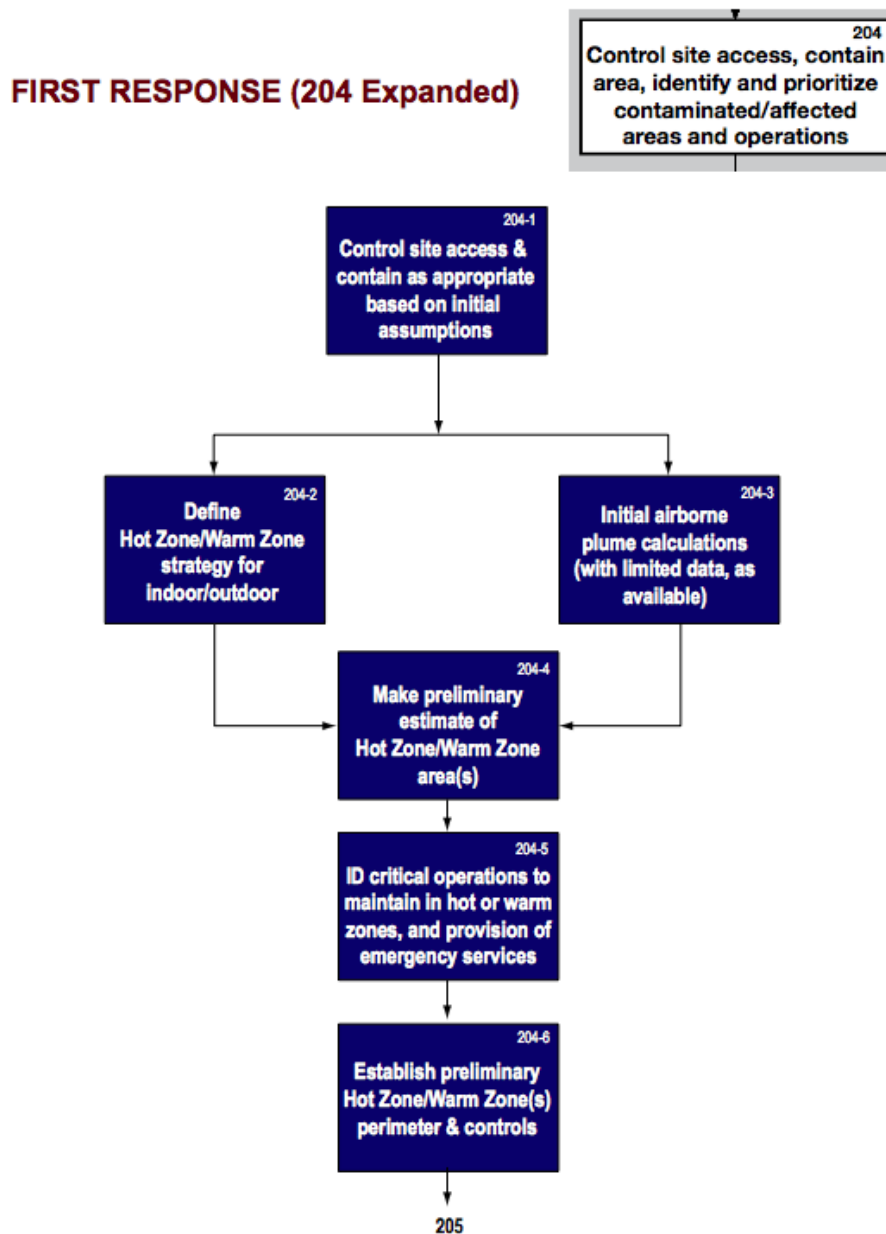 FIRST RESPONSE (204 Expanded)
204
Control site access, contain
area, identify and prioritize
contaminated/affected
areas and operations
204-1
Control site access &
contain as appropriate
based on initial
assumptions
204-2
Define
Hot Zone/Warm Zone
strategy for
indoor/outdoor
204-3
Initial airborne
plume calculations
(with limited data, as
available)
204-4
Make preliminary
estimate of
Hot Zone/Warm Zone
area(s)
204-5
ID critical operations to
maintain in hot or warm
zones, and provision of
emergency services
204-6
Establish preliminary
Hot Zone/Warm Zone(s)
perimeter & controls
205